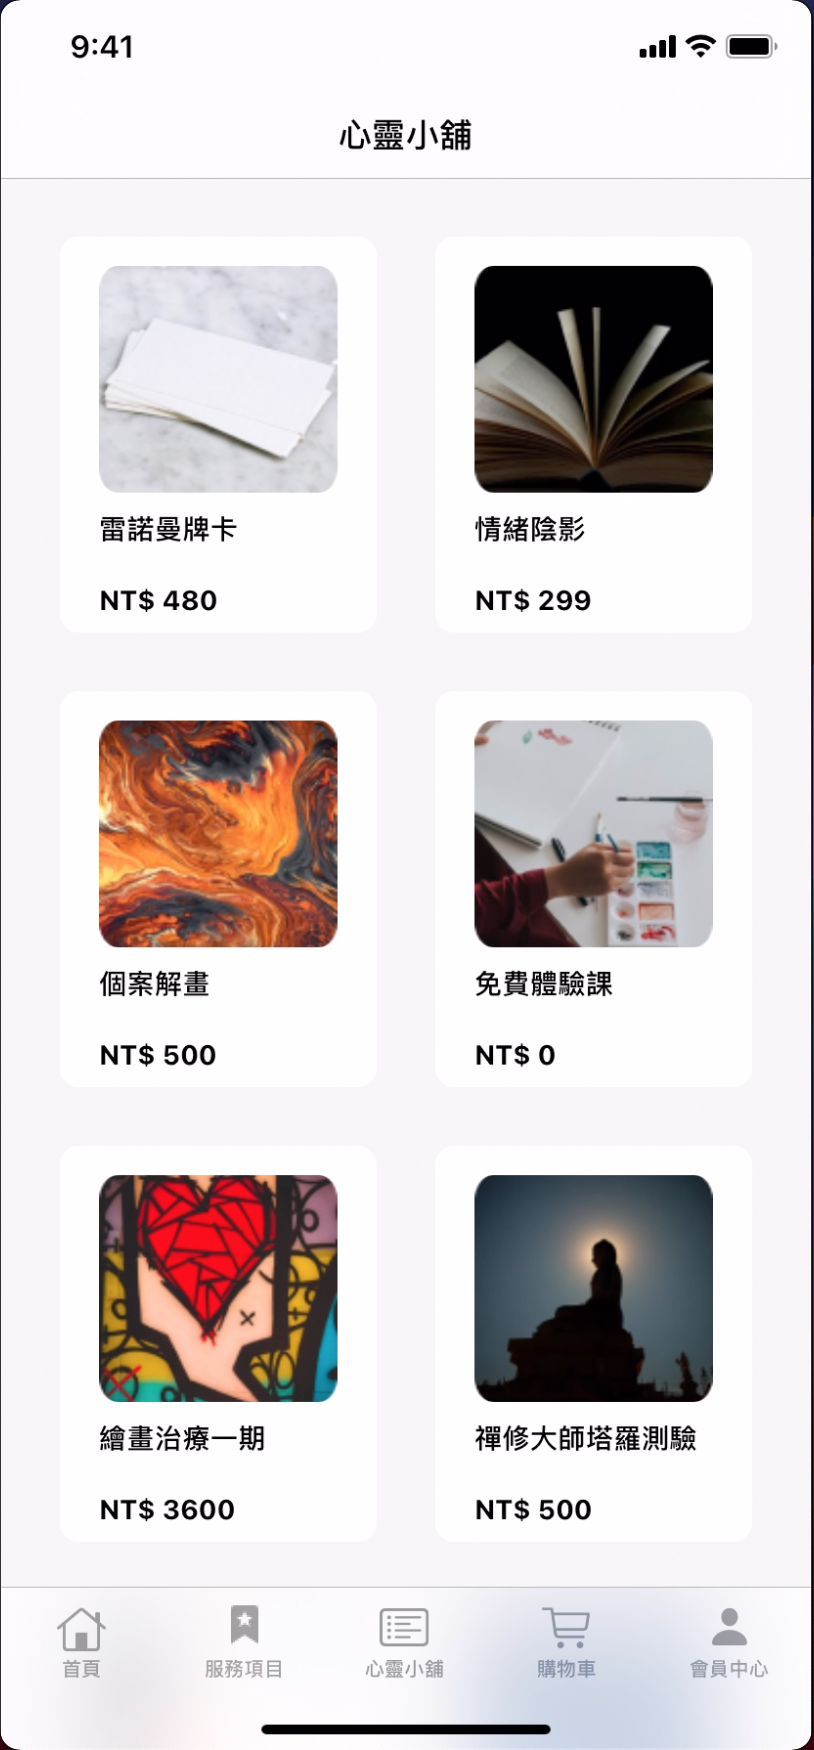 9:41
心靈小舖
雷諾曼牌卡
NT$ 480
情緒陰影
NT$ 299
個案解畫
NT$ 500
免費體驗課
NT$ 0
繪畫治療一期
NT$ 3600
禪修大師塔羅測驗
NT$ 500
首頁
服務項目
心靈小舖
購物車
會員中心